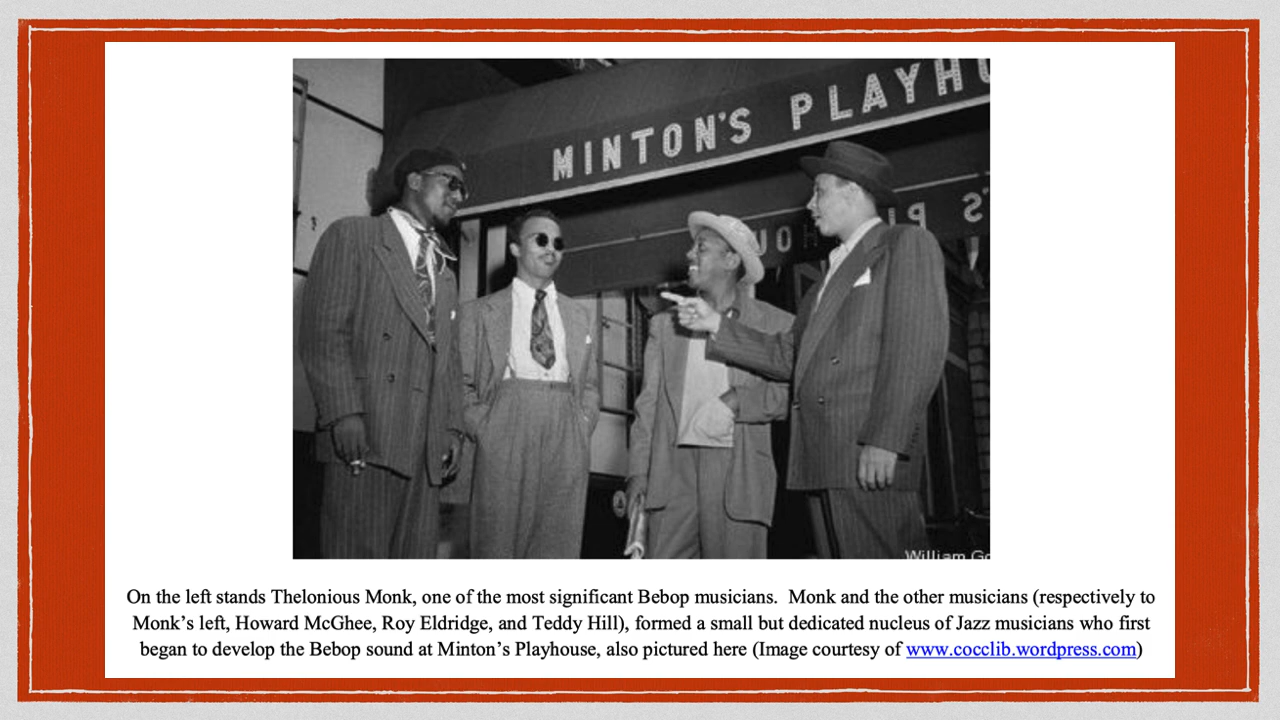 MINTON'S PLAYHO
William Go
On the left stands Thelonious Monk, one of the most significant Bebop musicians.  Monk and the other musicians (respectively to
Monk’s left, Howard McGhee, Roy Eldridge, and Teddy Hill), formed a small but dedicated nucleus of Jazz musicians who first
began to develop the Bebop sound at Minton’s Playhouse, also pictured here (Image courtesy of www.cocclib.wordpress.com)